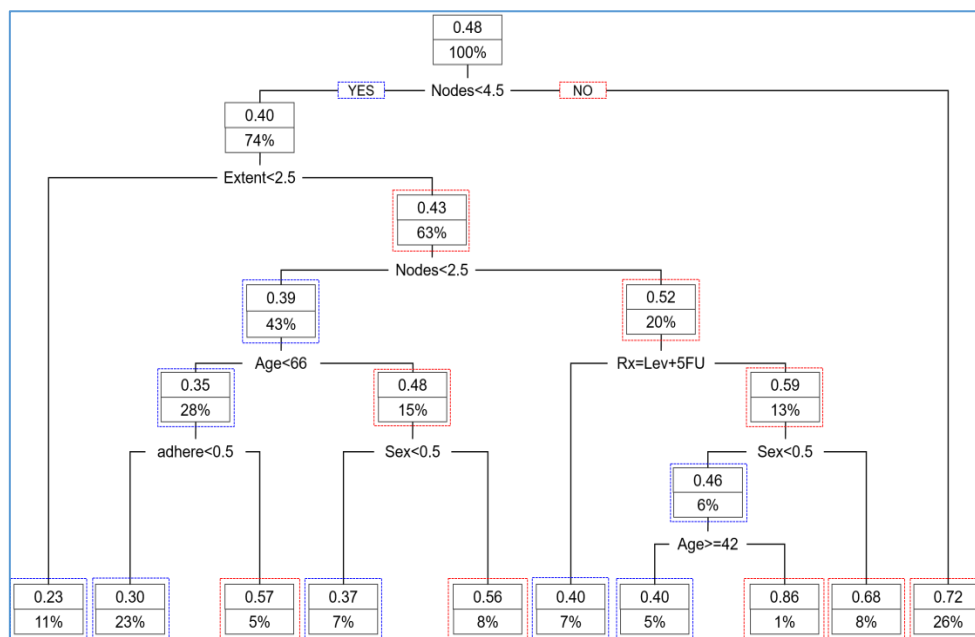 0.48
100%
YES Nodes<4.5 NO
0.40
74%
Extent<2.5
0.43
63%
Nodes<2.5
0.39 0.52
43% 20%
Age<66 Rx=Lev+5FU
0.35 0.48 0.59
28% 15% 13%
adhere<0.5 Sex<0.5 Sex<0.5
0.46
6%
Age>=42
0.23 0.30 0.57 0.37 0.56 0.40 0.40 0.86 0.68 0.72
11% 23% 5% 7% 8% 7% 5% 1% 8% 26%